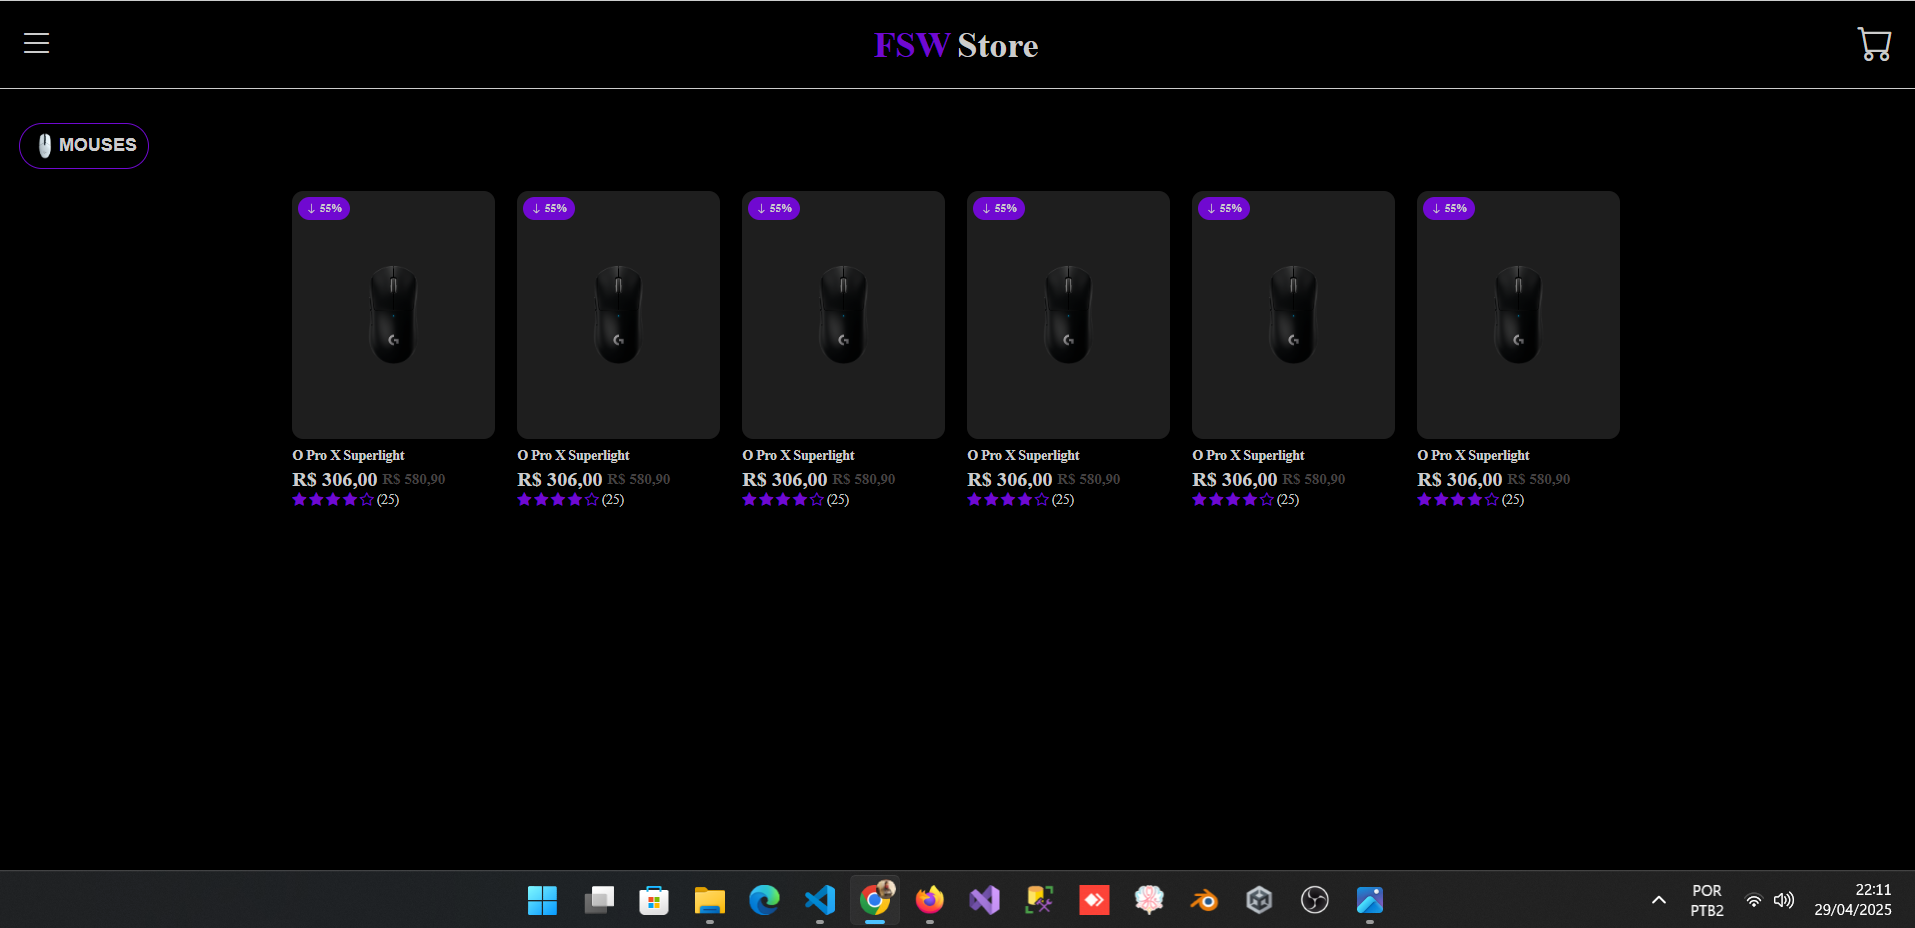 FSW Store
MOUSES
↓ 55% ↓ 55% ↓ 55% ↓ 55% ↓ 55% ↓ 55%
O Pro X Superlight O Pro X Superlight O Pro X Superlight O Pro X Superlight O Pro X Superlight O Pro X Superlight
R$ 306,00 R$ 580,90 R$ 306,00 R$ 580,90 R$ 306,00 R$ 580,90 R$ 306,00 R$ 580,90 R$ 306,00 R$ 580,90 R$ 306,00 R$ 580,90
(25) (25) (25) (25) (25) (25)
POR
PTB2
22:11
29/04/2025